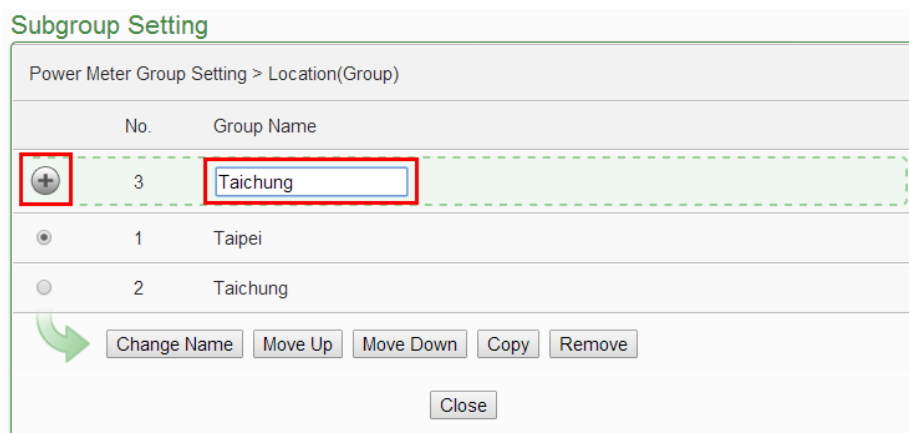 Subgroup Setting
Power Meter Group Setting > Location(Group)
No. Group Name
3 Taichung
1 Taipei
2 Taichung
Change Name Move Up Move Down Copy Remove
Close